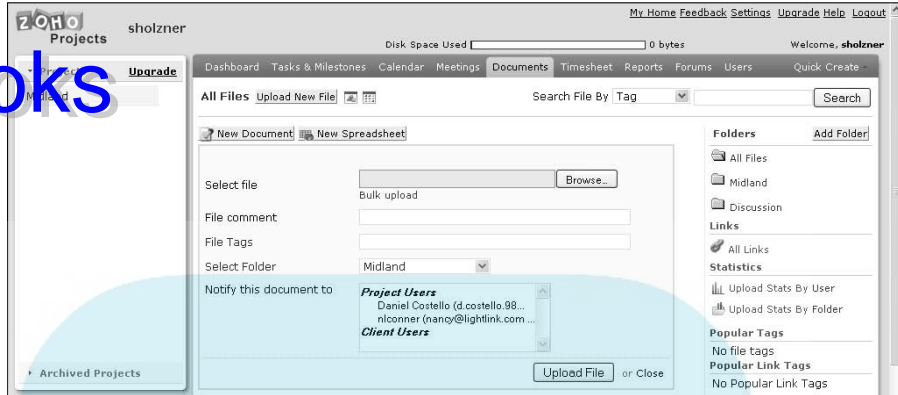 My Home Feedback Settings Upgrade Help Logout
ZOHO
Projects
sholzner
Disk Space Used 0 bytes
Welcome, sholzner
Projects Upgrade
oks
Dashboard Tasks & Milestones Calendar Meetings Documents Timesheet Reports Forums Users Quick Create
Midland
All Files Upload New File Search File By Tag Search
New Document New Spreadsheet
Folders Add Folder
All Files
Select file Browse...
Midland
Bulk upload
Discussion
File comment
Links
File Tags
All Links
Select Folder Midland
Statistics
Notify this document to
Project Users
Upload Stats By User
Daniel Costello (d.costello.98...
nlconner (nancy@lightlink.com ...
Upload Stats By Folder
Client Users
Popular Tags
No file tags
Popular Link Tags
Archived Projects
Upload File or Close
No Popular Link Tags